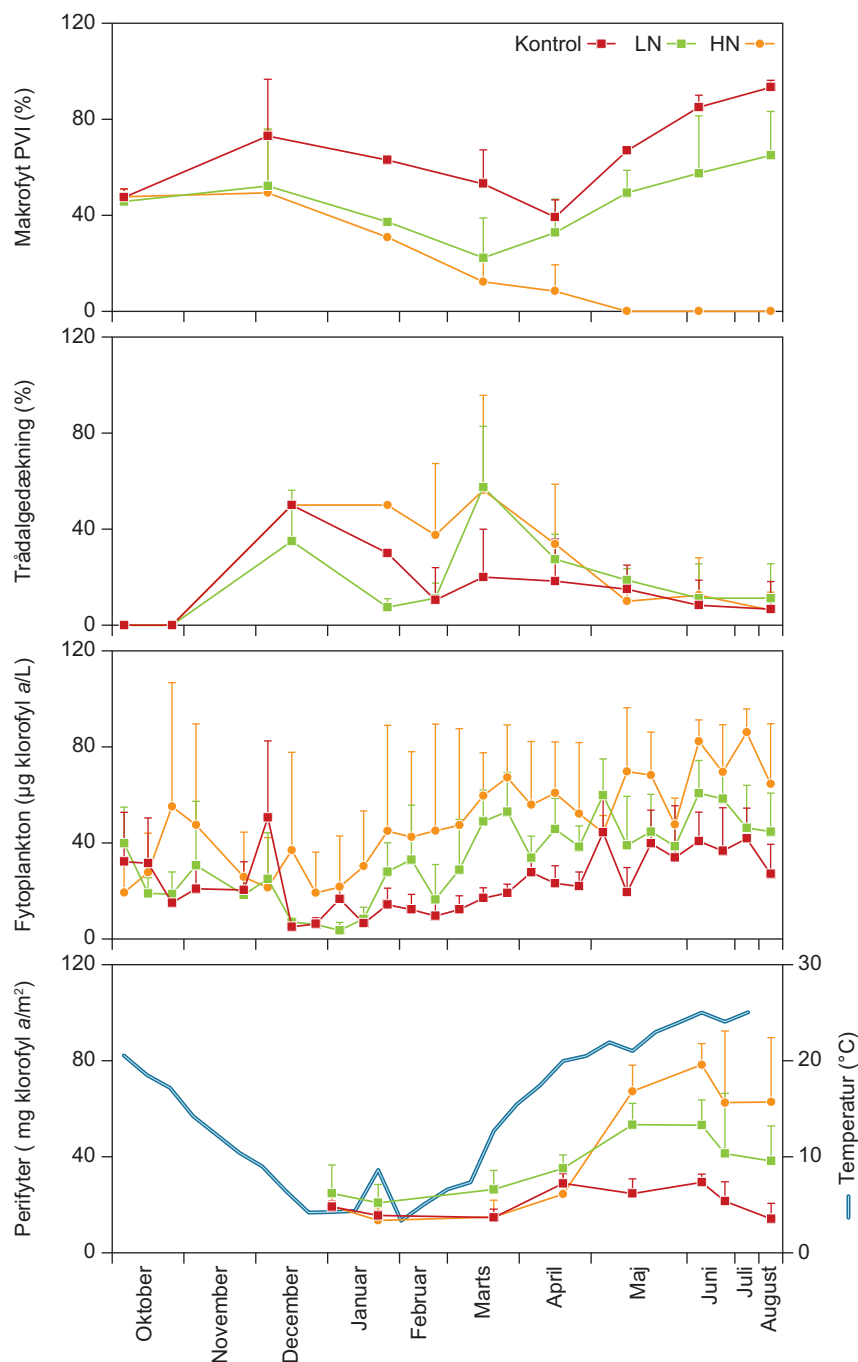 120
80
40
0
Makrofyt PVI (%)
Kontrol LN HN
120
80
40
0
Trådalgedækning (%)
120
80
40
0
Fytoplankton (µg klorofyl a/L)
120
80
40
0
Perifyter ( mg klorofyl a/m²)
30
20
10
0
Temperatur (°C)
Oktober
November
December
Januar
Februar
Marts
April
Maj
Juni
Juli
August